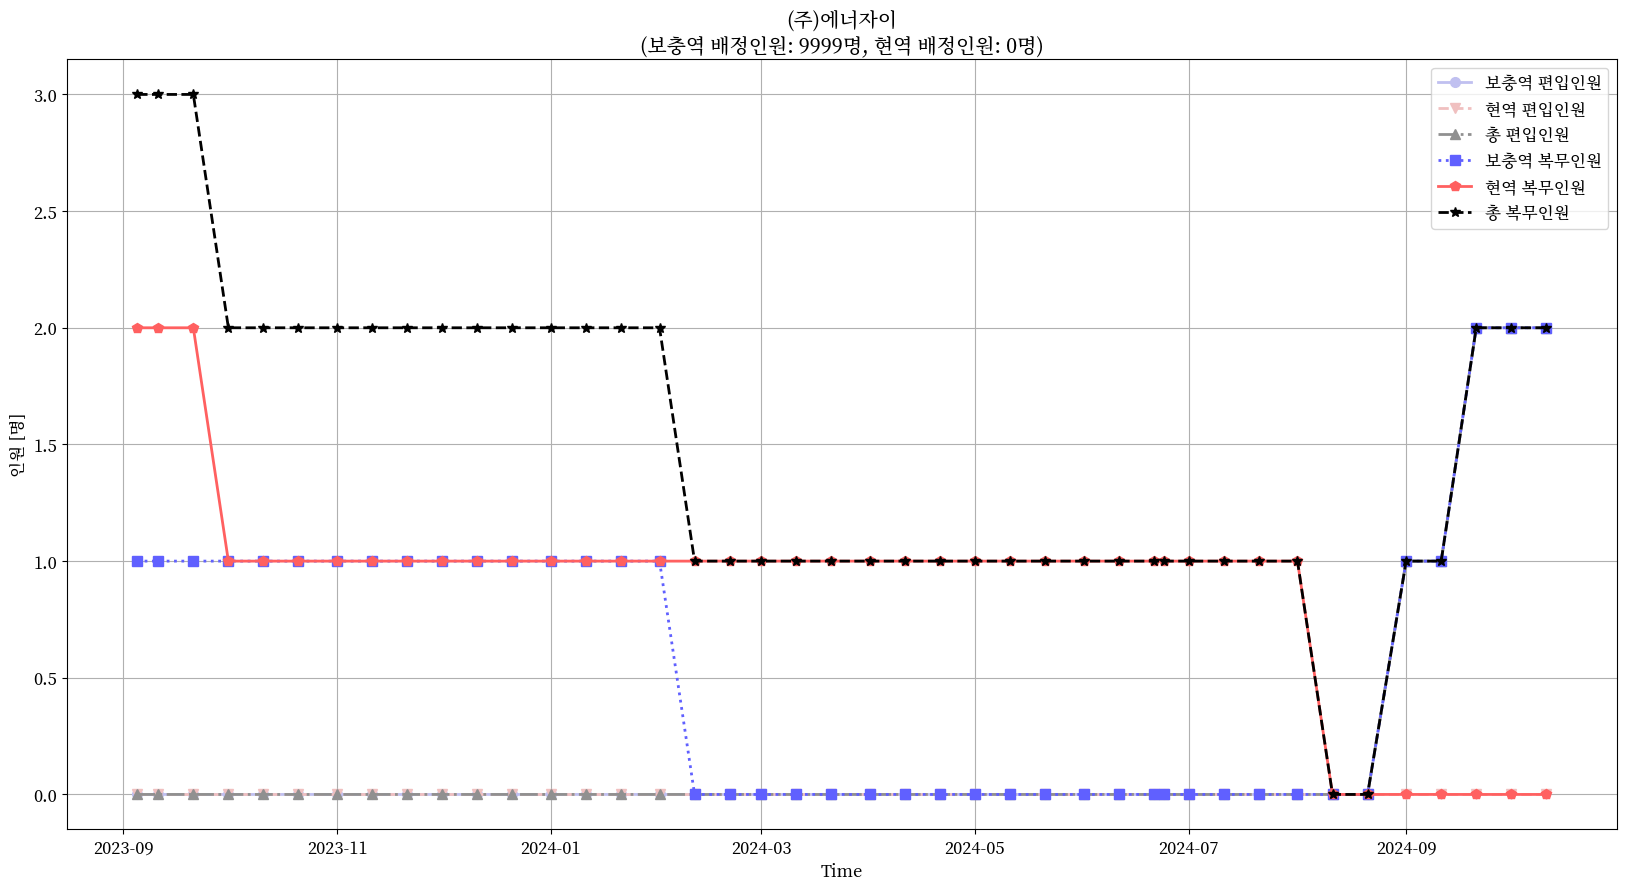 (주)에너자이
(보충역 배정인원: 9999명, 현역 배정인원: 0명)
보충역 편입인원
현역 편입인원
총 편입인원
보충역 복무인원
현역 복무인원
총 복무인원
인원 [명]
3.0
2.5
2.0
1.5
1.0
0.5
0.0
2023-09
2023-11
2024-01
2024-03
2024-05
2024-07
2024-09
Time